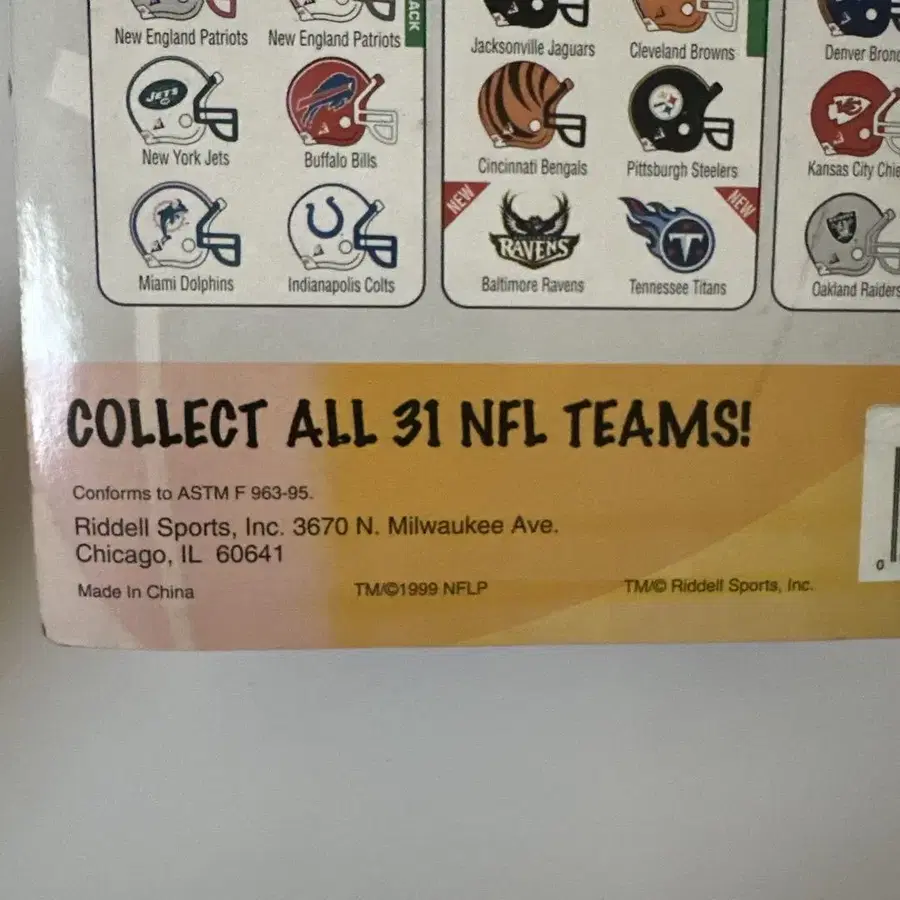 ACK
New England Patriots New England Patriots Jacksonville Jaguars Cleveland Browns Denver Bronc
JETS
New York Jets Buffalo Bills Cincinnati Bengals Pittsburgh Steelers Kansas City Chie
NEW NEW
RAVENS T
Miami Dolphins Indianapolis Colts Baltimore Ravens Tennessee Titans Oakland Raiders
COLLECT ALL 31 NFL TEAMS!
Conforms to ASTM F 963-95.
Riddell Sports, Inc. 3670 N. Milwaukee Ave.
Chicago, IL 60641
Made In China TM/©1999 NFLP TM/© Riddell Sports, Inc.
0